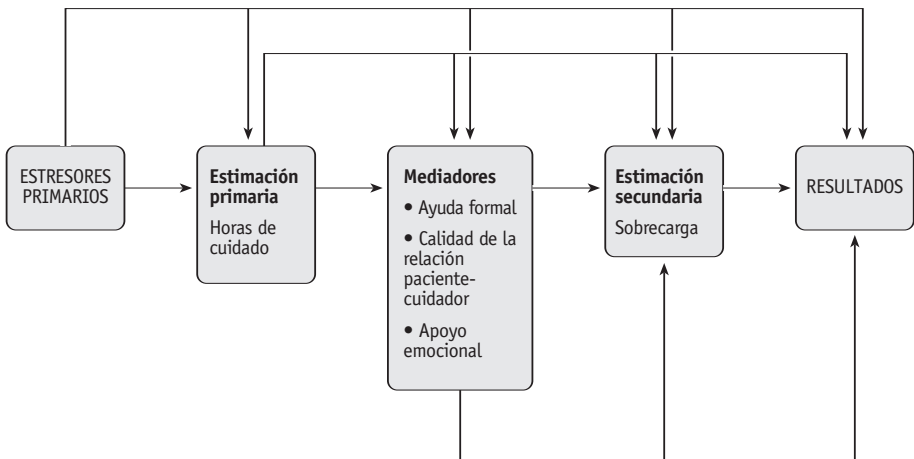 ESTRESORES
PRIMARIOS
Estimación
primaria
Horas de
cuidado
Mediadores
• Ayuda formal
• Calidad de la
relación
paciente-
cuidador
• Apoyo
emocional
Estimación
secundaria
Sobrecarga
RESULTADOS